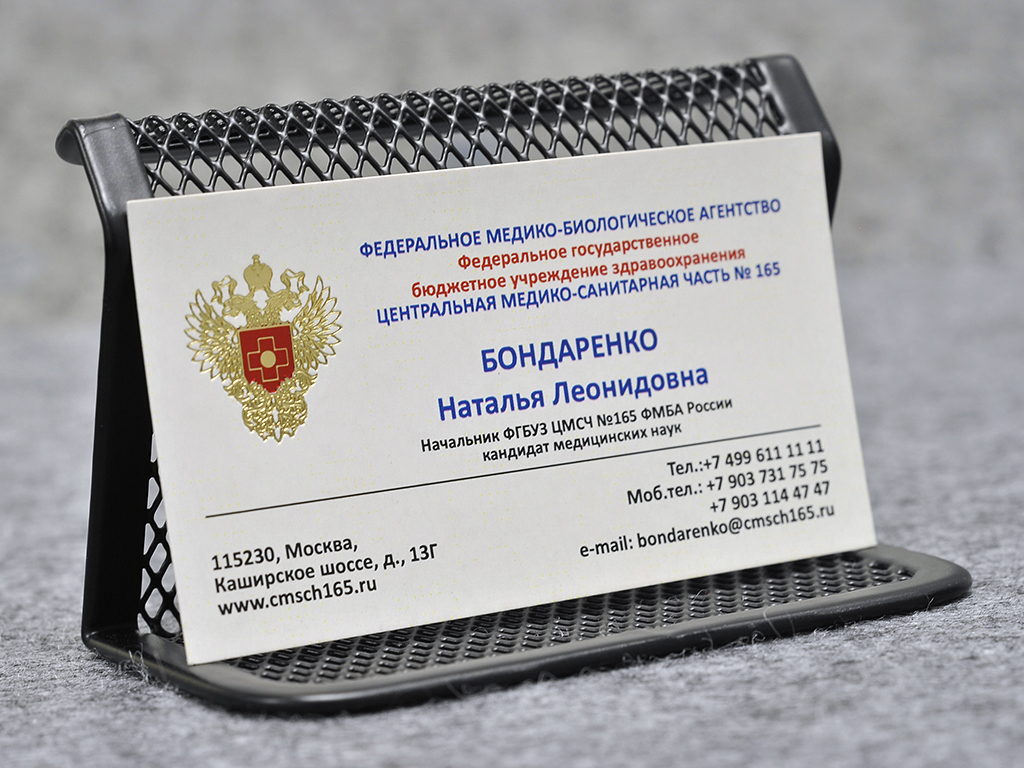 ФЕДЕРАЛЬНОЕ МЕДИКО-БИОЛОГИЧЕСКОЕ АГЕНТСТВО
Федеральное государственное
бюджетное учреждение здравоохранения
ЦЕНТРАЛЬНАЯ МЕДИКО-САНИТАРНАЯ ЧАСТЬ № 165
БОНДАРЕНКО
Наталья Леонидовна
Начальник ФГБУЗ ЦМСЧ №165 ФМБА России
кандидат медицинских наук
Тел.:+7 499 611 11 11
Моб.тел.: +7 903 731 75 75
+7 903 114 47 47
e-mail: bondarenko@cmsch165.ru
115230, Москва,
Каширское шоссе, д., 13Г
www.cmsch165.ru